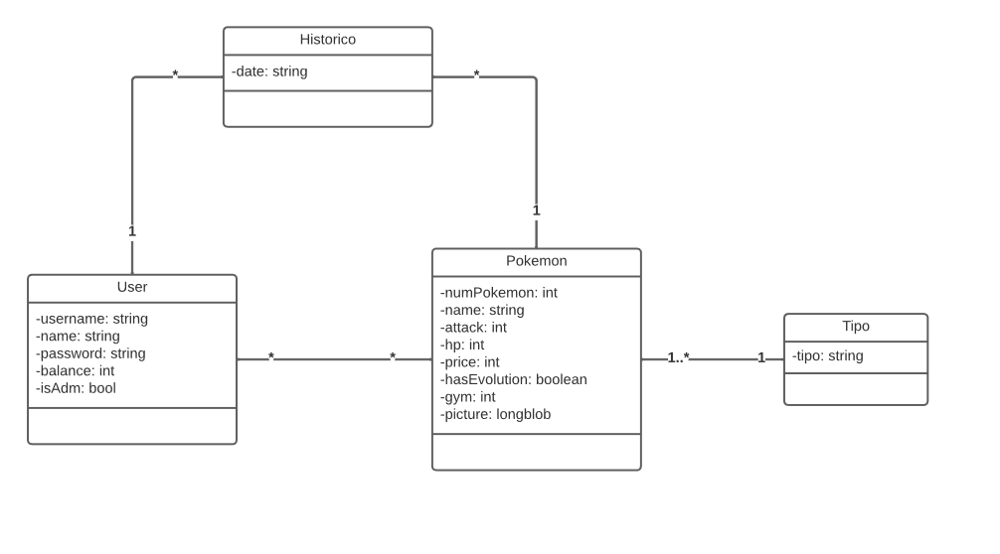 Historico
-date: string
*
*
1
1
User
-username: string
-name: string
-password: string
-balance: int
-isAdm: bool
*
*
Pokemon
-numPokemon: int
-name: string
-attack: int
-hp: int
-price: int
-hasEvolution: boolean
-gym: int
-picture: longblob
1..*
1
Tipo
-tipo: string